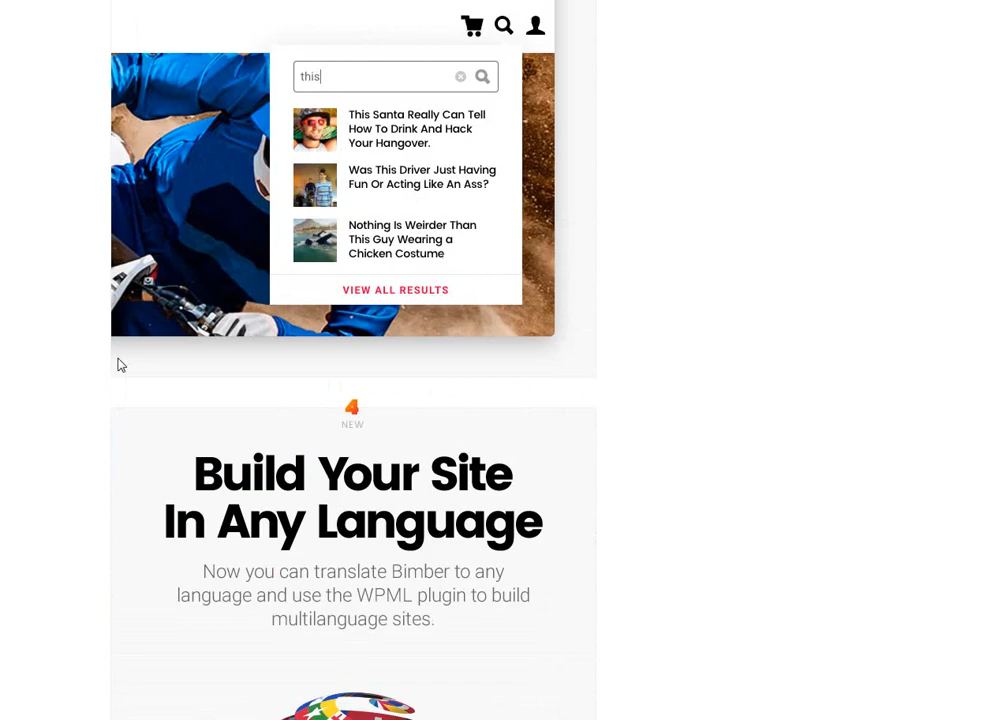 this
This Santa Really Can Tell
How To Drink And Hack
Your Hangover.
Was This Driver Just Having
Fun Or Acting Like An Ass?
Nothing Is Weirder Than
This Guy Wearing a
Chicken Costume
VIEW ALL RESULTS
4
NEW
Build Your Site
In Any Language
Now you can translate Bimber to any
language and use the WPML plugin to build
multilanguage sites.